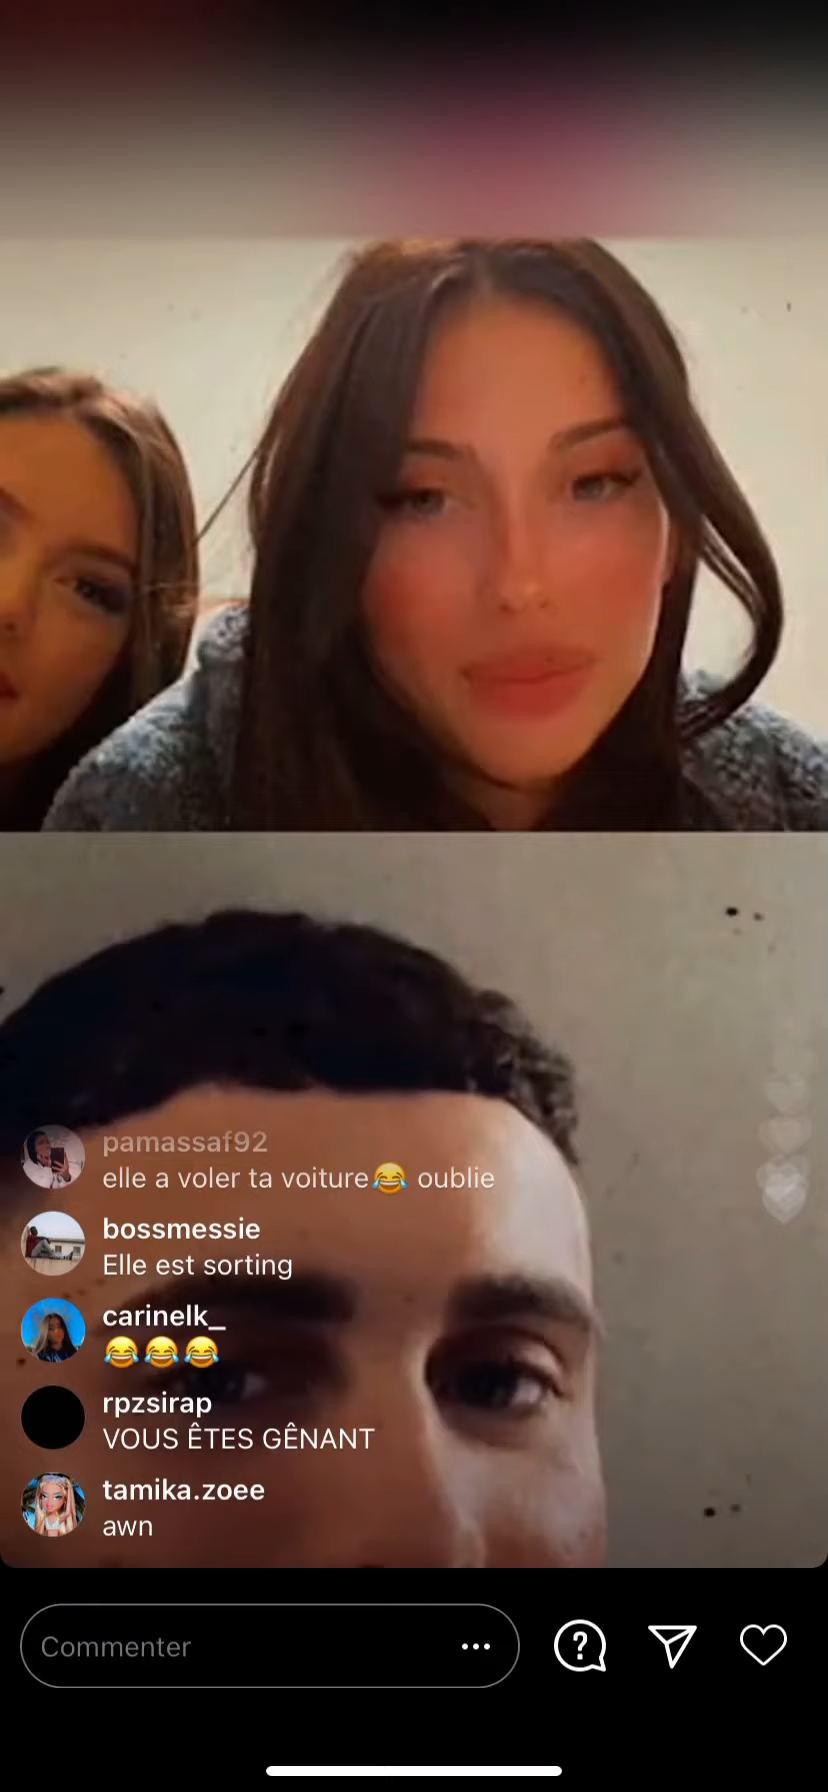 pamassaf92
elle a voler ta voiture😂 oublie
bossmessie
Elle est sorting
carinelk_
😂😂😂
rpzsirap
VOUS ÊTES GÊNANT
tamika.zoee
awn
Commenter